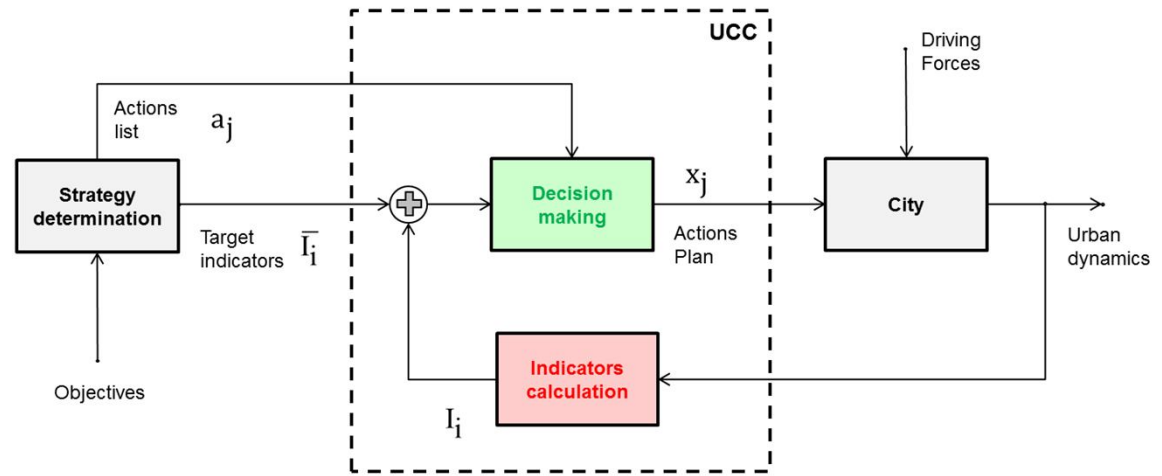 UCC
Driving
Forces
Actions
list
a_j
Strategy
determination
Decision
making
x_j
City
Target
indicators
I̅_i
Actions
Plan
Urban
dynamics
Objectives
Indicators
calculation
I_i